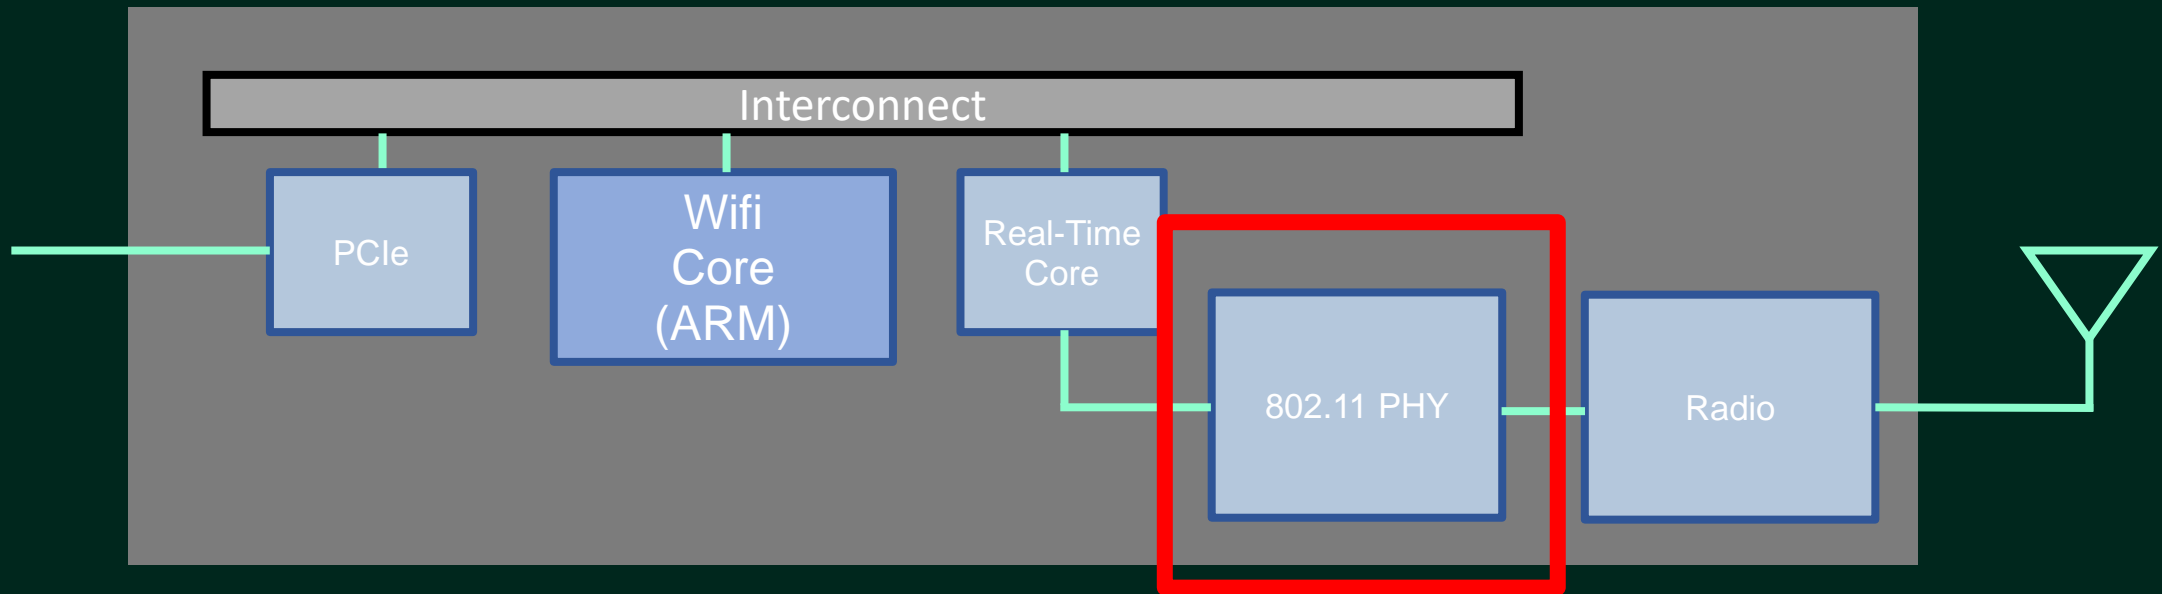 Interconnect
PCIe
Wifi
Core
(ARM)
Real-Time
Core
802.11 PHY
Radio